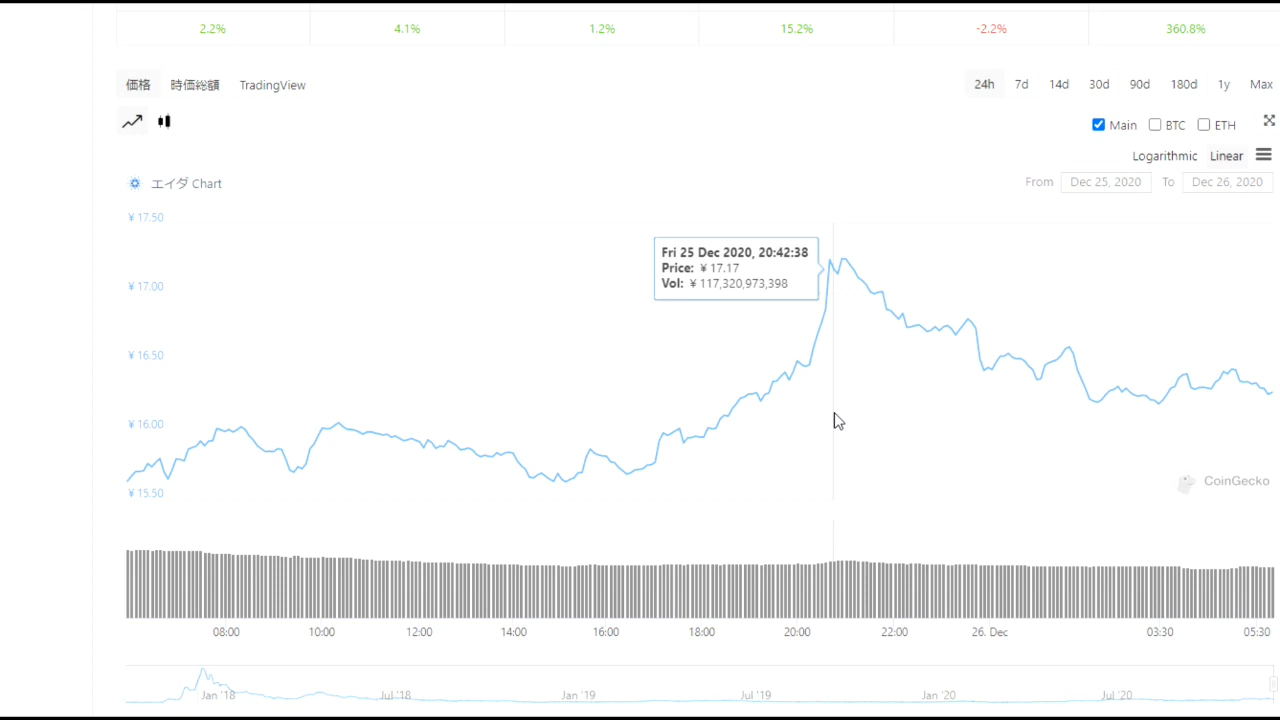 2.2% 4.1% 1.2% 15.2% -2.2% 360.8%
価格 時価総額 TradingView 24h 7d 14d 30d 90d 180d 1y Max
Main BTC ETH
Logarithmic Linear
エイダ Chart From Dec 25, 2020 To Dec 26, 2020
¥ 17.50
Fri 25 Dec 2020, 20:42:38
Price: ¥ 17.17
Vol: ¥ 117,320,973,398
¥ 17.00
¥ 16.50
¥ 16.00
¥ 15.50
CoinGecko
08:00 10:00 12:00 14:00 16:00 18:00 20:00 22:00 26. Dec 03:30 05:30
Jan '18 Jul '18 Jan '19 Jul '19 Jan '20 Jul '20